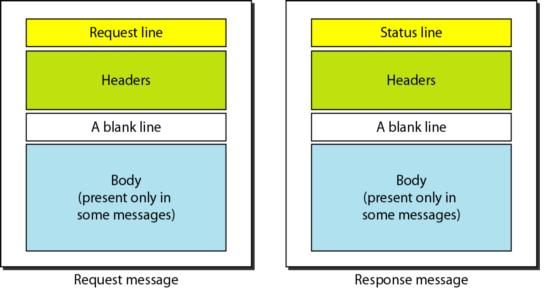 Request line
Headers
A blank line
Body
(present only in
some messages)
Request message
Status line
Headers
A blank line
Body
(present only in
some messages)
Response message